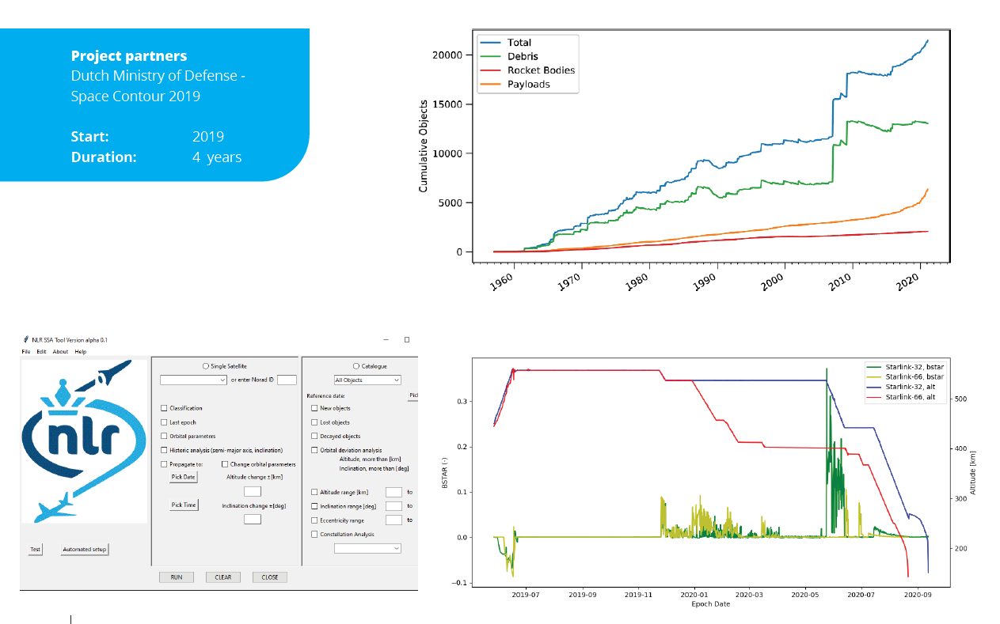 Project partners
Dutch Ministry of Defense -
Space Contour 2019
Start: 2019
Duration: 4 years
Total
Debris
Rocket Bodies
Payloads
Cumulative Objects
20000
15000
10000
5000
0
1960
1970
1980
1990
2000
2010
2020
NLR SSA Tool Version alpha 0.1
File Edit About Help
nlr
Single Satellite
or enter Norad ID
Classification
Last epoch
Orbital parameters
Historic analysis (semi-major axis, inclination)
Propagate to: Change orbital parameters
Pick Date Altitude change ±[km]
Pick Time Inclination change ±[deg]
Catalogue
All Objects
Reference date:
New objects
Lost objects
Decayed objects
Orbital deviation analysis
Altitude, more than [km]
Inclination, more than [deg]
Altitude range [km] to
Inclination range [deg] to
Eccentricity range to
Constellation Analysis
Test Automated setup
RUN CLEAR CLOSE
Starlink-32, bstar
Starlink-66, bstar
Starlink-32, alt
Starlink-66, alt
BSTAR (-)
0.3
0.2
0.1
0.0
−0.1
500
400
300
200
Altitude [km]
2019-07 2019-09 2019-11 2020-01 2020-03 2020-05 2020-07 2020-09
Epoch Date